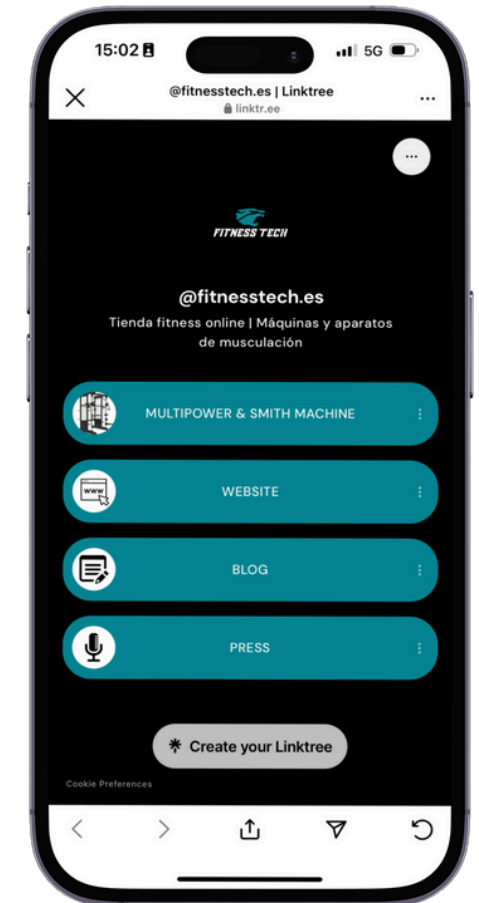 15:02
5G
@fitnesstech.es | Linktree
linktr.ee
FITNESS TECH
@fitnesstech.es
Tienda fitness online | Máquinas y aparatos
de musculación
MULTIPOWER & SMITH MACHINE
www
WEBSITE
BLOG
PRESS
Create your Linktree
Cookie Preferences